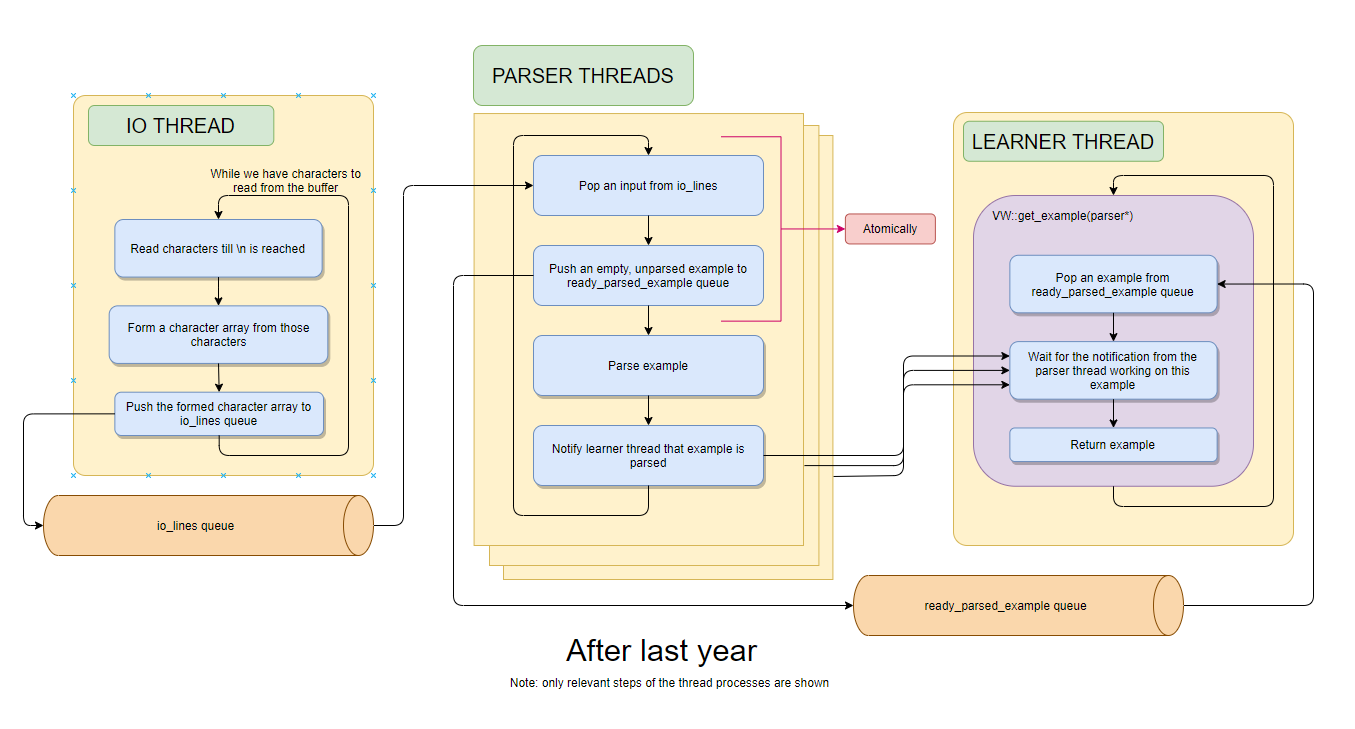 IO THREAD
While we have characters to
read from the buffer
Read characters till \n is reached
Form a character array from those
characters
Push the formed character array to
io_lines queue
io_lines queue
PARSER THREADS
Pop an input from io_lines
Push an empty, unparsed example to
ready_parsed_example queue
Atomically
Parse example
Notify learner thread that example is
parsed
LEARNER THREAD
VW::get_example(parser*)
Pop an example from
ready_parsed_example queue
Wait for the notification from the
parser thread working on this
example
Return example
ready_parsed_example queue
After last year
Note: only relevant steps of the thread processes are shown